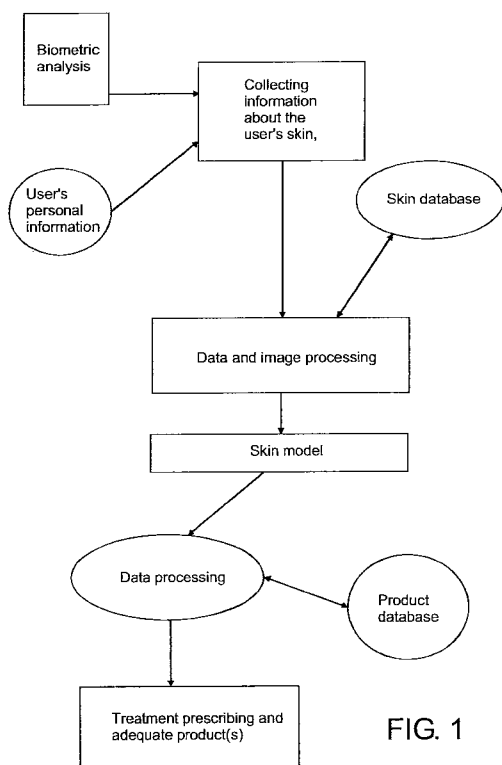 Biometric
analysis
Collecting
information
about the
user's skin,
User's
personal
information
Skin database
Data and image processing
Skin model
Data processing
Product
database
Treatment prescribing and
adequate product(s)
FIG. 1